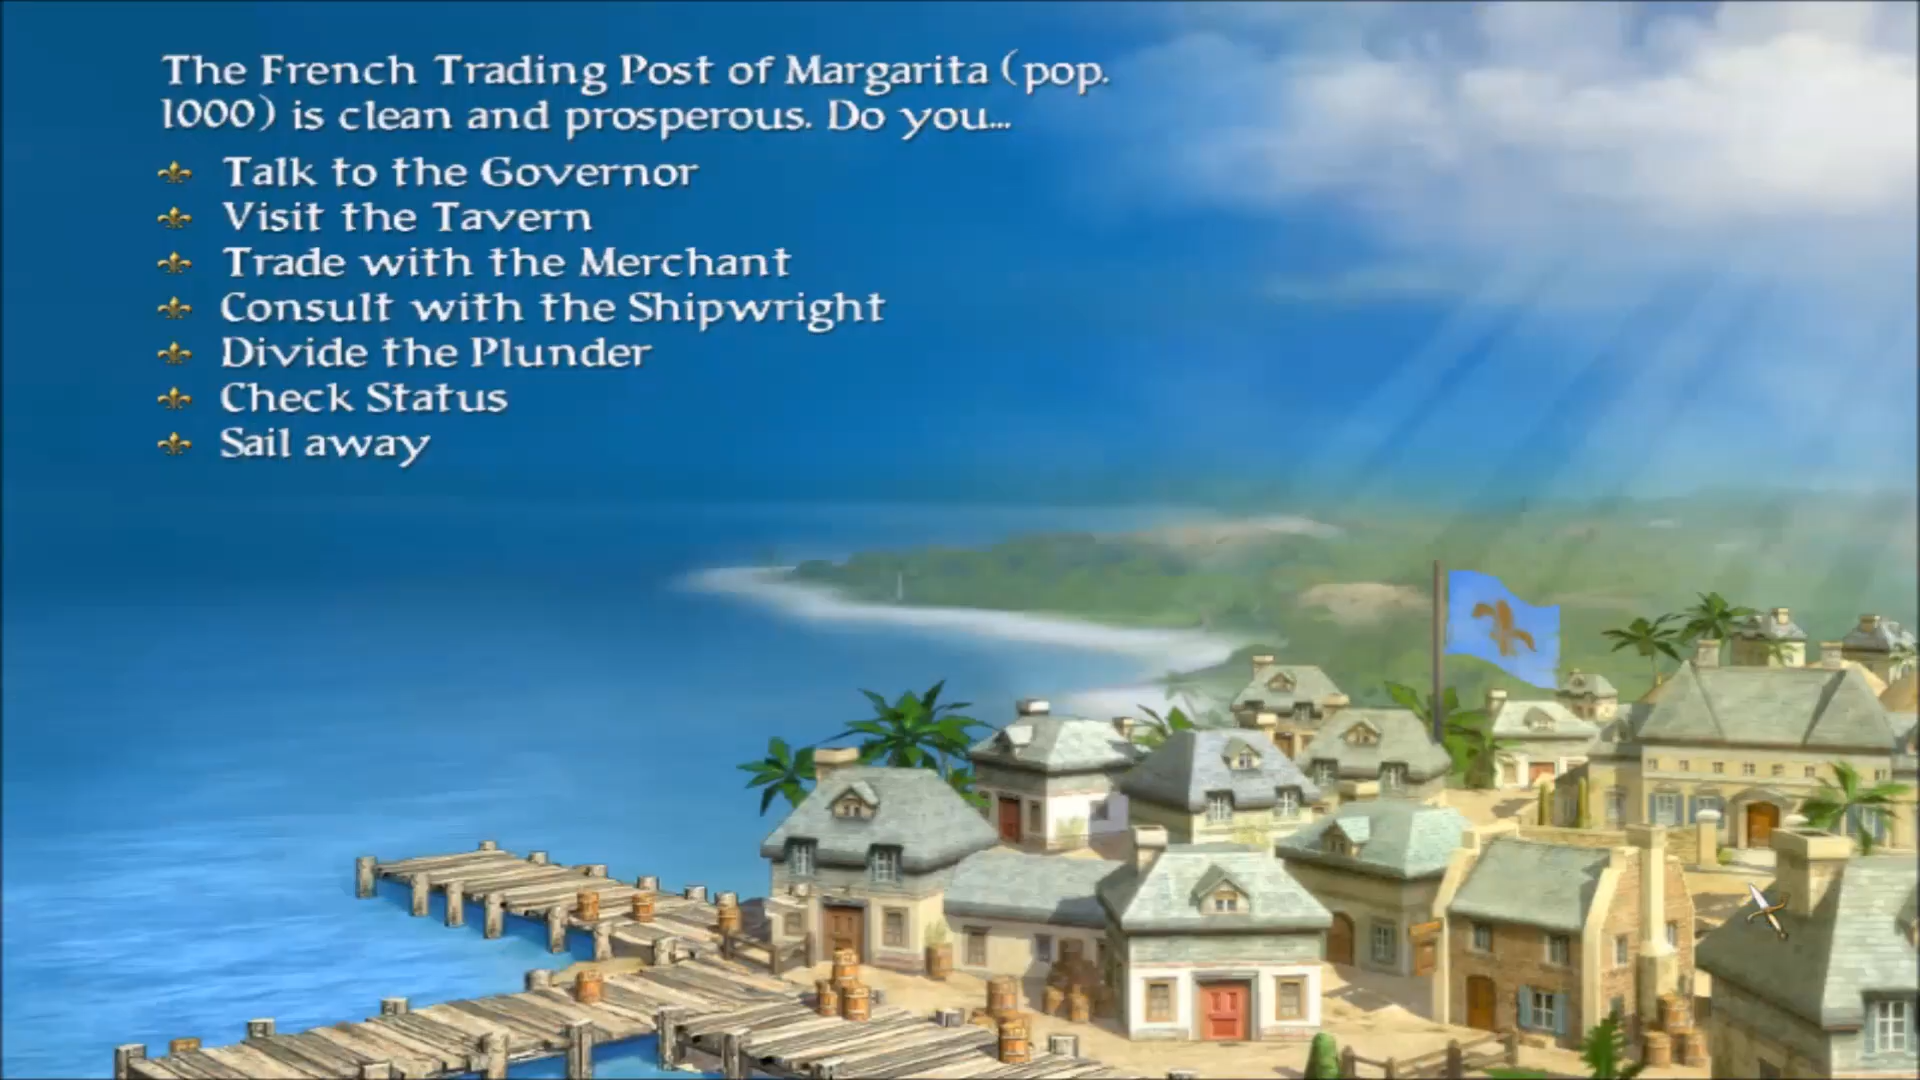 The French Trading Post of Margarita (pop.
1000) is clean and prosperous. Do you...
Talk to the Governor
Visit the Tavern
Trade with the Merchant
Consult with the Shipwright
Divide the Plunder
Check Status
Sail away